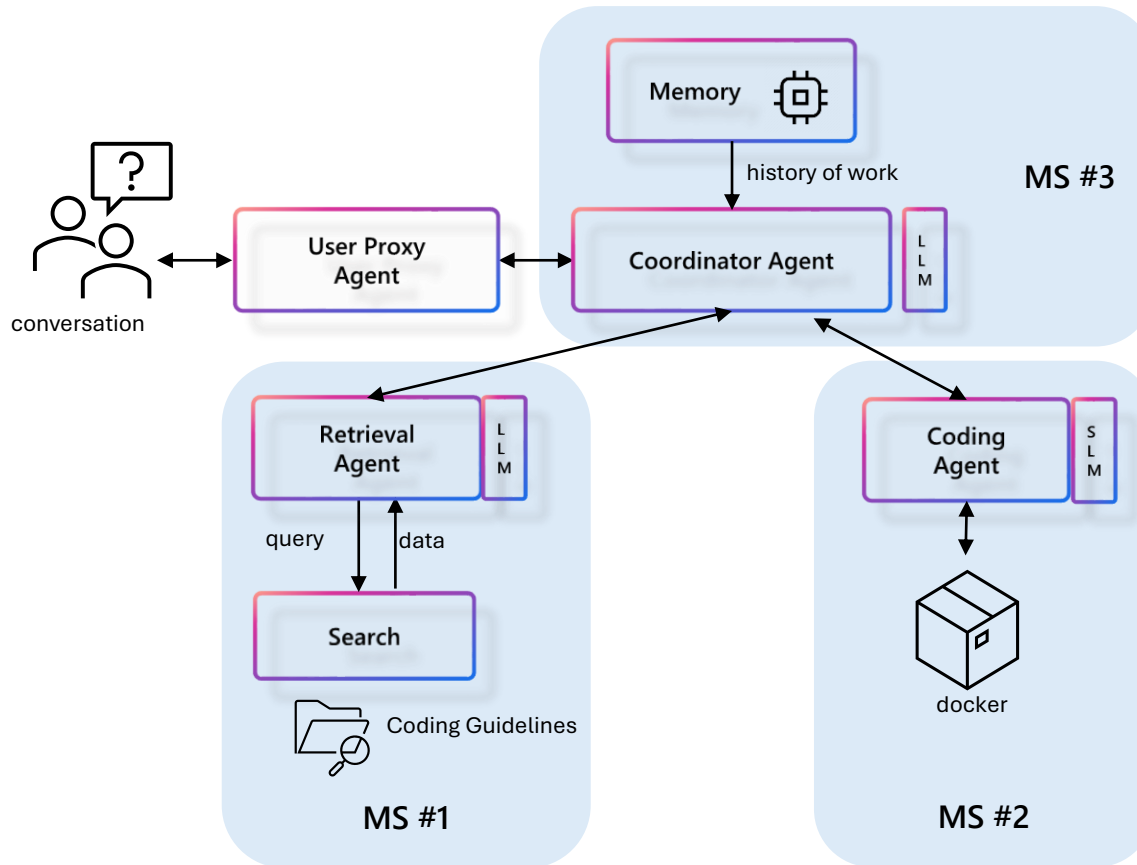 Memory
history of work
MS #3
?
User Proxy
Agent
Coordinator Agent
L
L
M
conversation
Retrieval
Agent
L
L
M
Coding
Agent
S
L
M
query
data
Search
Coding Guidelines
docker
MS #1
MS #2